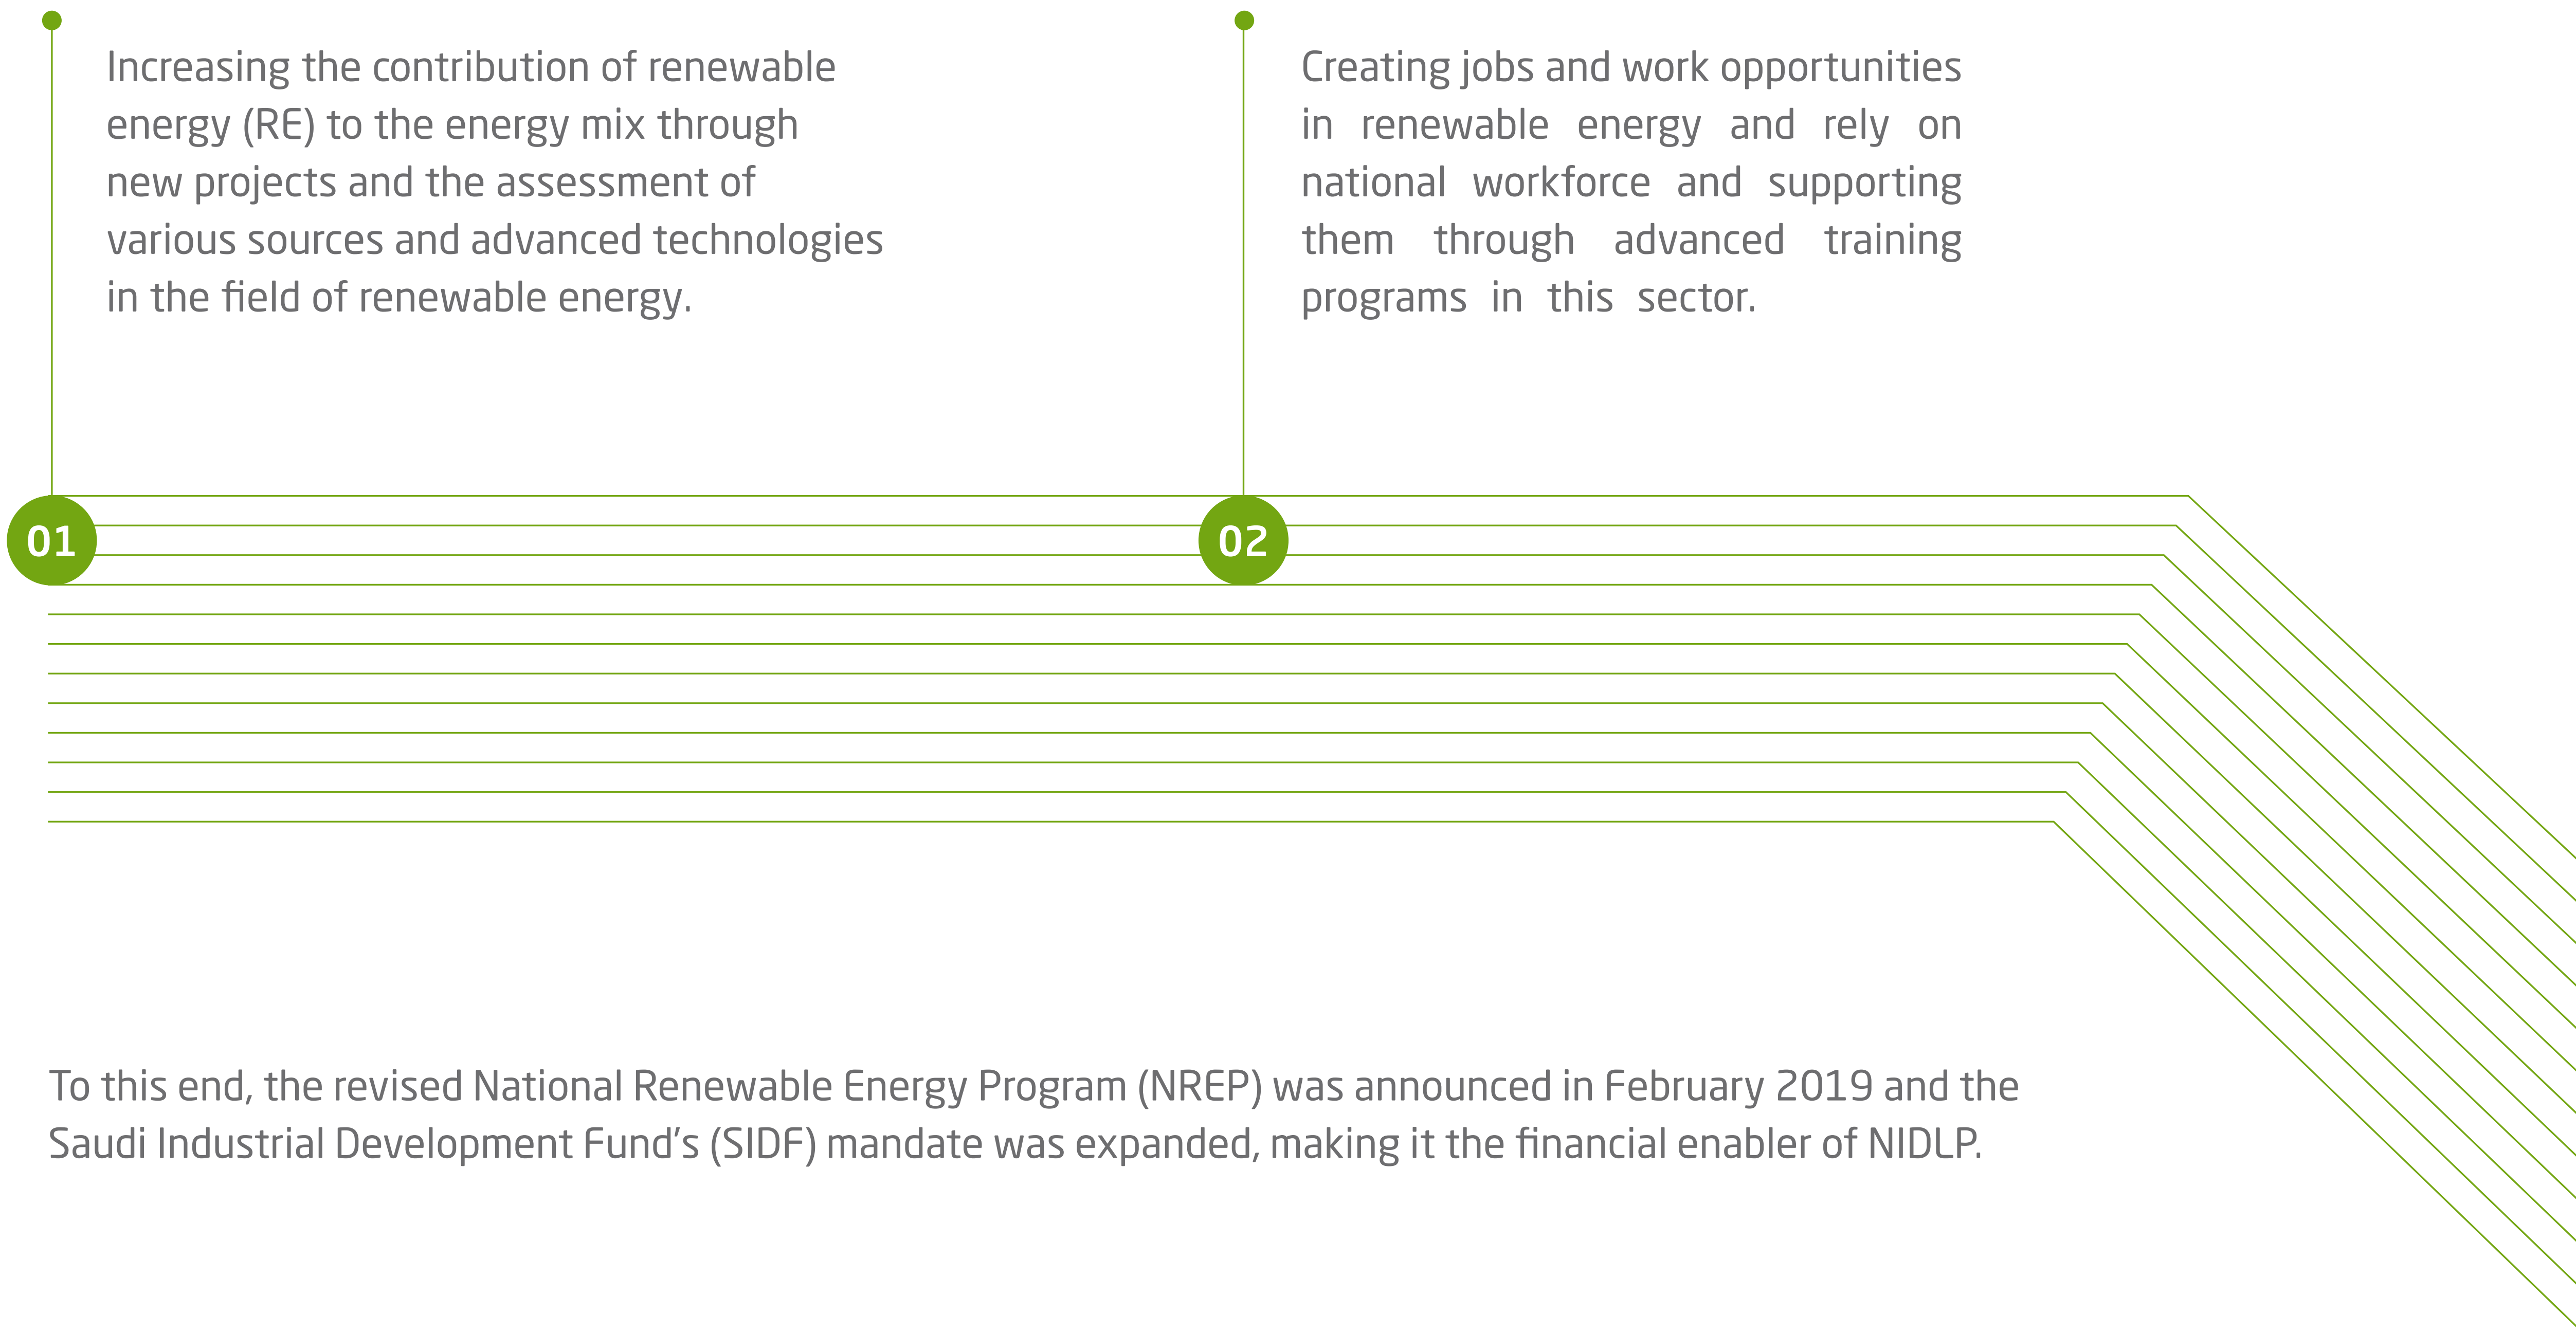 Increasing the contribution of renewable
energy (RE) to the energy mix through
new projects and the assessment of
various sources and advanced technologies
in the field of renewable energy.
01
Creating jobs and work opportunities
in renewable energy and rely on
national workforce and supporting
them through advanced training
programs in this sector.
02
To this end, the revised National Renewable Energy Program (NREP) was announced in February 2019 and the
Saudi Industrial Development Fund's (SIDF) mandate was expanded, making it the financial enabler of NIDLP.